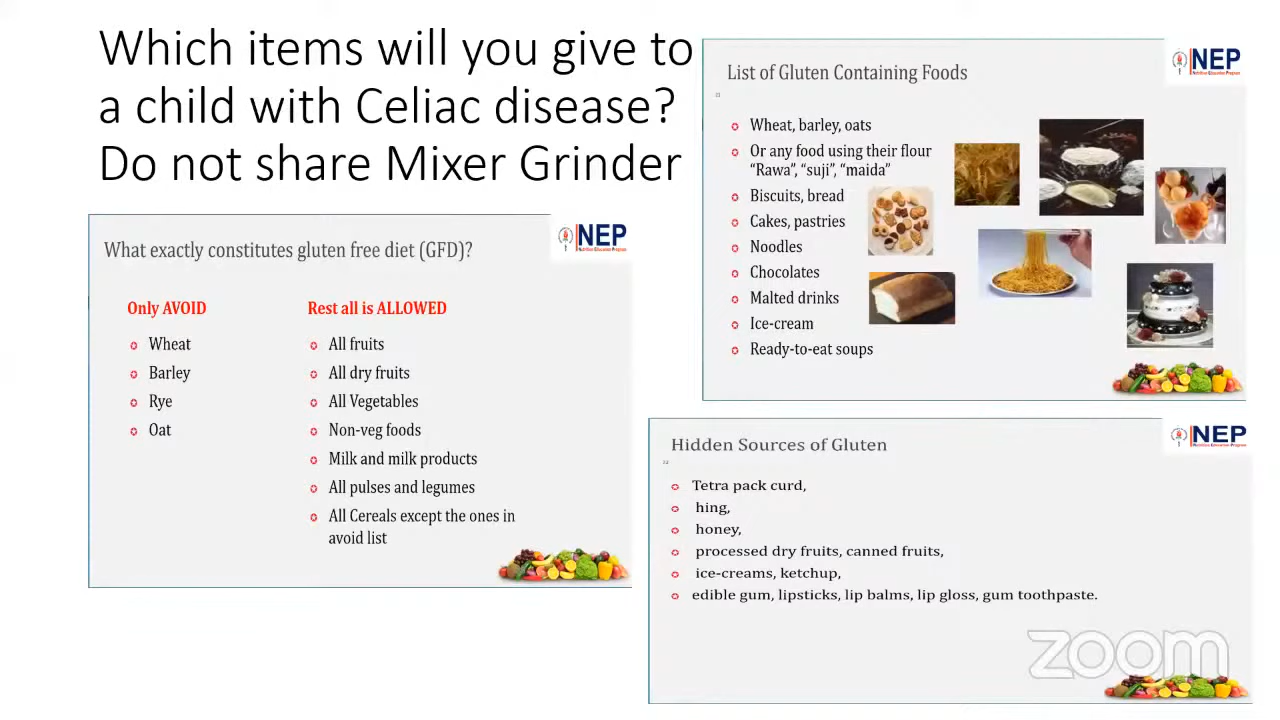 Which items will you give to
a child with Celiac disease?
Do not share Mixer Grinder
NEP
What exactly constitutes gluten free diet (GFD)?
Only AVOID
Wheat
Barley
Rye
Oat
Rest all is ALLOWED
All fruits
All dry fruits
All Vegetables
Non-veg foods
Milk and milk products
All pulses and legumes
All Cereals except the ones in
avoid list
NEP
Nutrition Education Program
List of Gluten Containing Foods
Wheat, barley, oats
Or any food using their flour
“Rawa”, “suji”, “maida”
Biscuits, bread
Cakes, pastries
Noodles
Chocolates
Malted drinks
Ice-cream
Ready-to-eat soups
NEP
Hidden Sources of Gluten
Tetra pack curd,
hing,
honey,
processed dry fruits, canned fruits,
ice-creams, ketchup,
edible gum, lipsticks, lip balms, lip gloss, gum toothpaste.
zoom